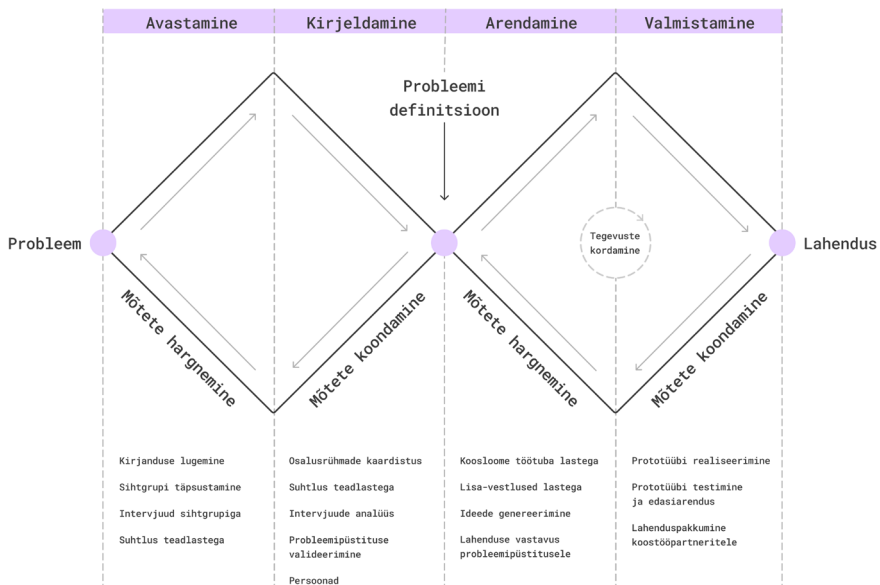 Avastamine
Kirjeldamine
Arendamine
Valmistamine
Probleemi
definitsioon
Probleem
Tegevuste
kordamine
Lahendus
Mõtete hargnemine
Mõtete koondamine
Mõtete hargnemine
Mõtete koondamine
Kirjanduse lugemine
Sihtgrupi täpsustamine
Intervjuud sihtgrupiga
Suhtlus teadlastega
Osalusrühmade kaardistus
Suhtlus teadlastega
Intervjuude analüüs
Probleemipüstituse
valideerimine
Persoonad
Koosloome töötuba lastega
Lisa-vestlused lastega
Ideede genereerimine
Lahenduse vastavus
probleemipüstitusele
Prototüübi realiseerimine
Prototüübi testimine
ja edasiarendus
Lahenduspakkumine
koostööpartneritele